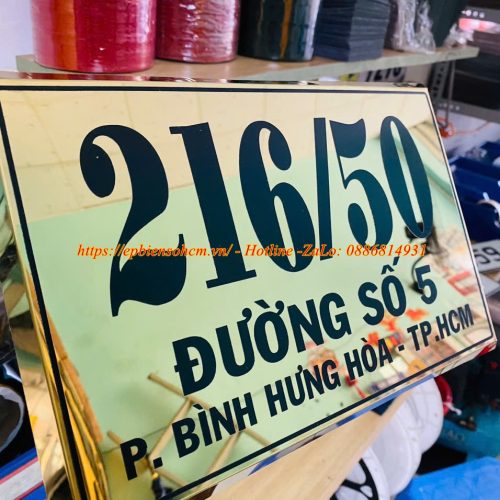 216/50
https://epbiensohcm.vn/ - Hotline -ZaLo: 0886814931
ĐƯỜNG SỐ 5
P. BÌNH HƯNG HÒA - TP.HCM